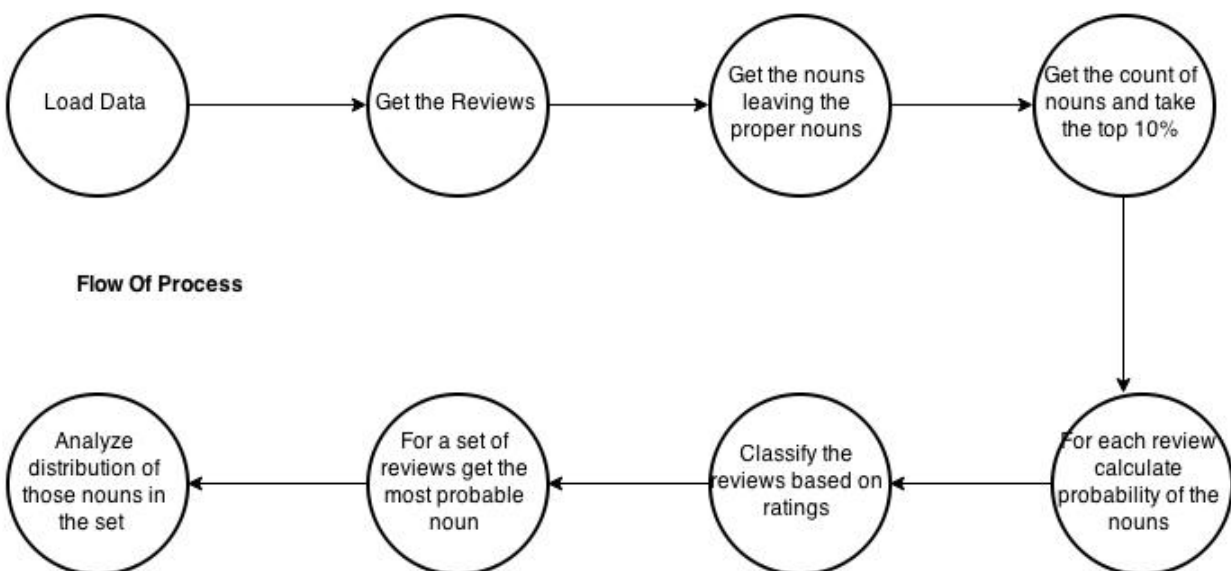 Load Data
Get the Reviews
Get the nouns
leaving the
proper nouns
Get the count of
nouns and take
the top 10%
Flow Of Process
For each review
calculate
probability of the
nouns
Classify the
reviews based on
ratings
For a set of
reviews get the
most probable
noun
Analyze
distribution of
those nouns in
the set